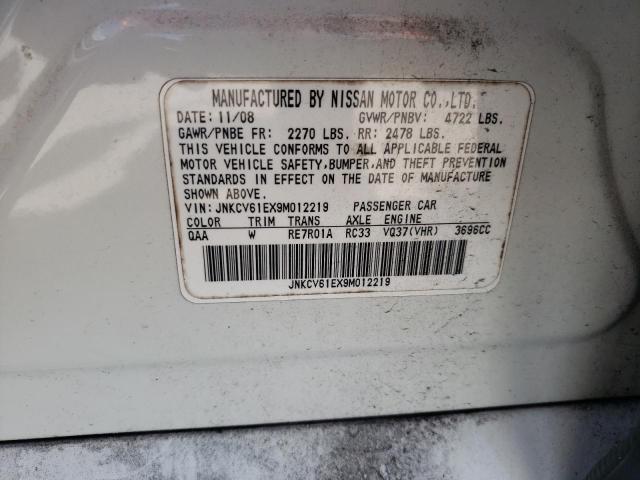 MANUFACTURED BY NISSAN MOTOR CO.,LTD.
DATE: 11/08 GVWR/PNBV: 4722 LBS.
GAWR/PNBE FR: 2270 LBS. RR: 2478 LBS.
THIS VEHICLE CONFORMS TO ALL APPLICABLE FEDERAL
MOTOR VEHICLE SAFETY,BUMPER,AND THEFT PREVENTION
STANDARDS IN EFFECT ON THE DATE OF MANUFACTURE
SHOWN ABOVE.
VIN: JNKCV61EX9M012219 PASSENGER CAR
COLOR TRIM TRANS AXLE ENGINE
QAA W RE7R01A RC33 VQ37(VHR) 3696CC
JNKCV61EX9M012219